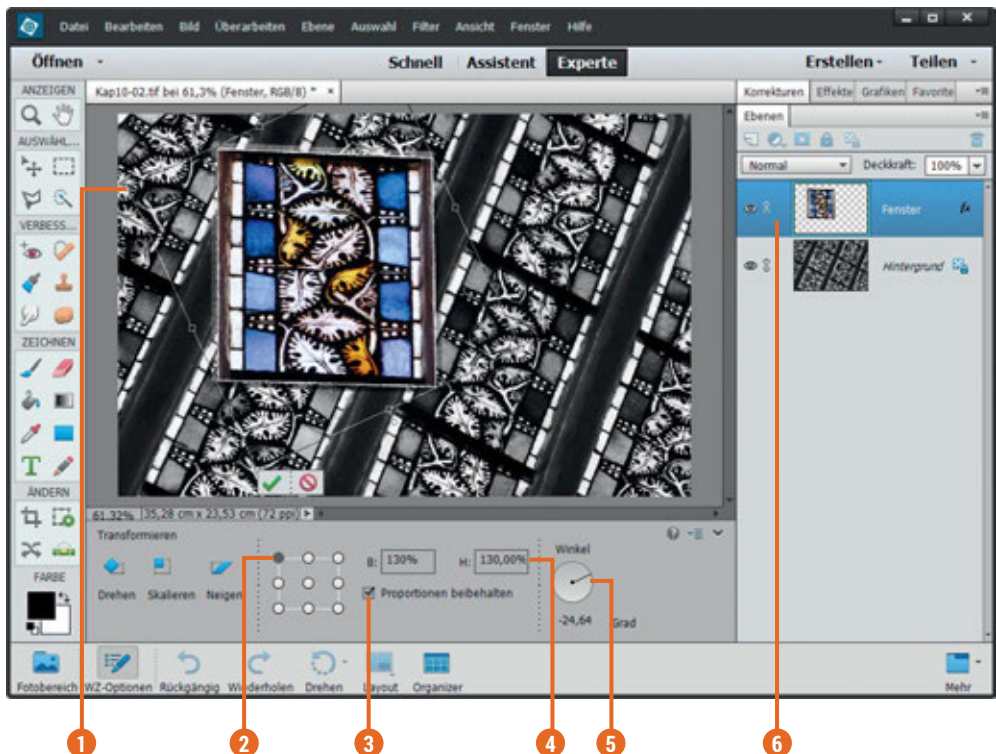 Datei Bearbeiten Bild Überarbeiten Ebene Auswahl Filter Ansicht Fenster Hilfe
Öffnen Schnell Assistent Experte Erstellen Teilen
ANZEIGEN
Kap10-02.tif bei 61,3% (Fenster, RGB/8) * ×
Korrekturen Effekte Grafiken Favorite
Ebenen
AUSWÄHL...
Normal Deckkraft: 100%
Fenster fx
VERBESS...
Hintergrund
ZEICHNEN
T
ÄNDERN
61,32% 35,28 cm x 23,53 cm (72 ppi)
Transformieren
Winkel
B: 130% H: 130,00%
FARBE
Drehen Skalieren Neigen
Proportionen beibehalten
-24,64 Grad
Fotobereich WZ-Optionen Rückgängig Wiederholen Drehen Layout Organizer Mehr
1 2 3 4 5 6